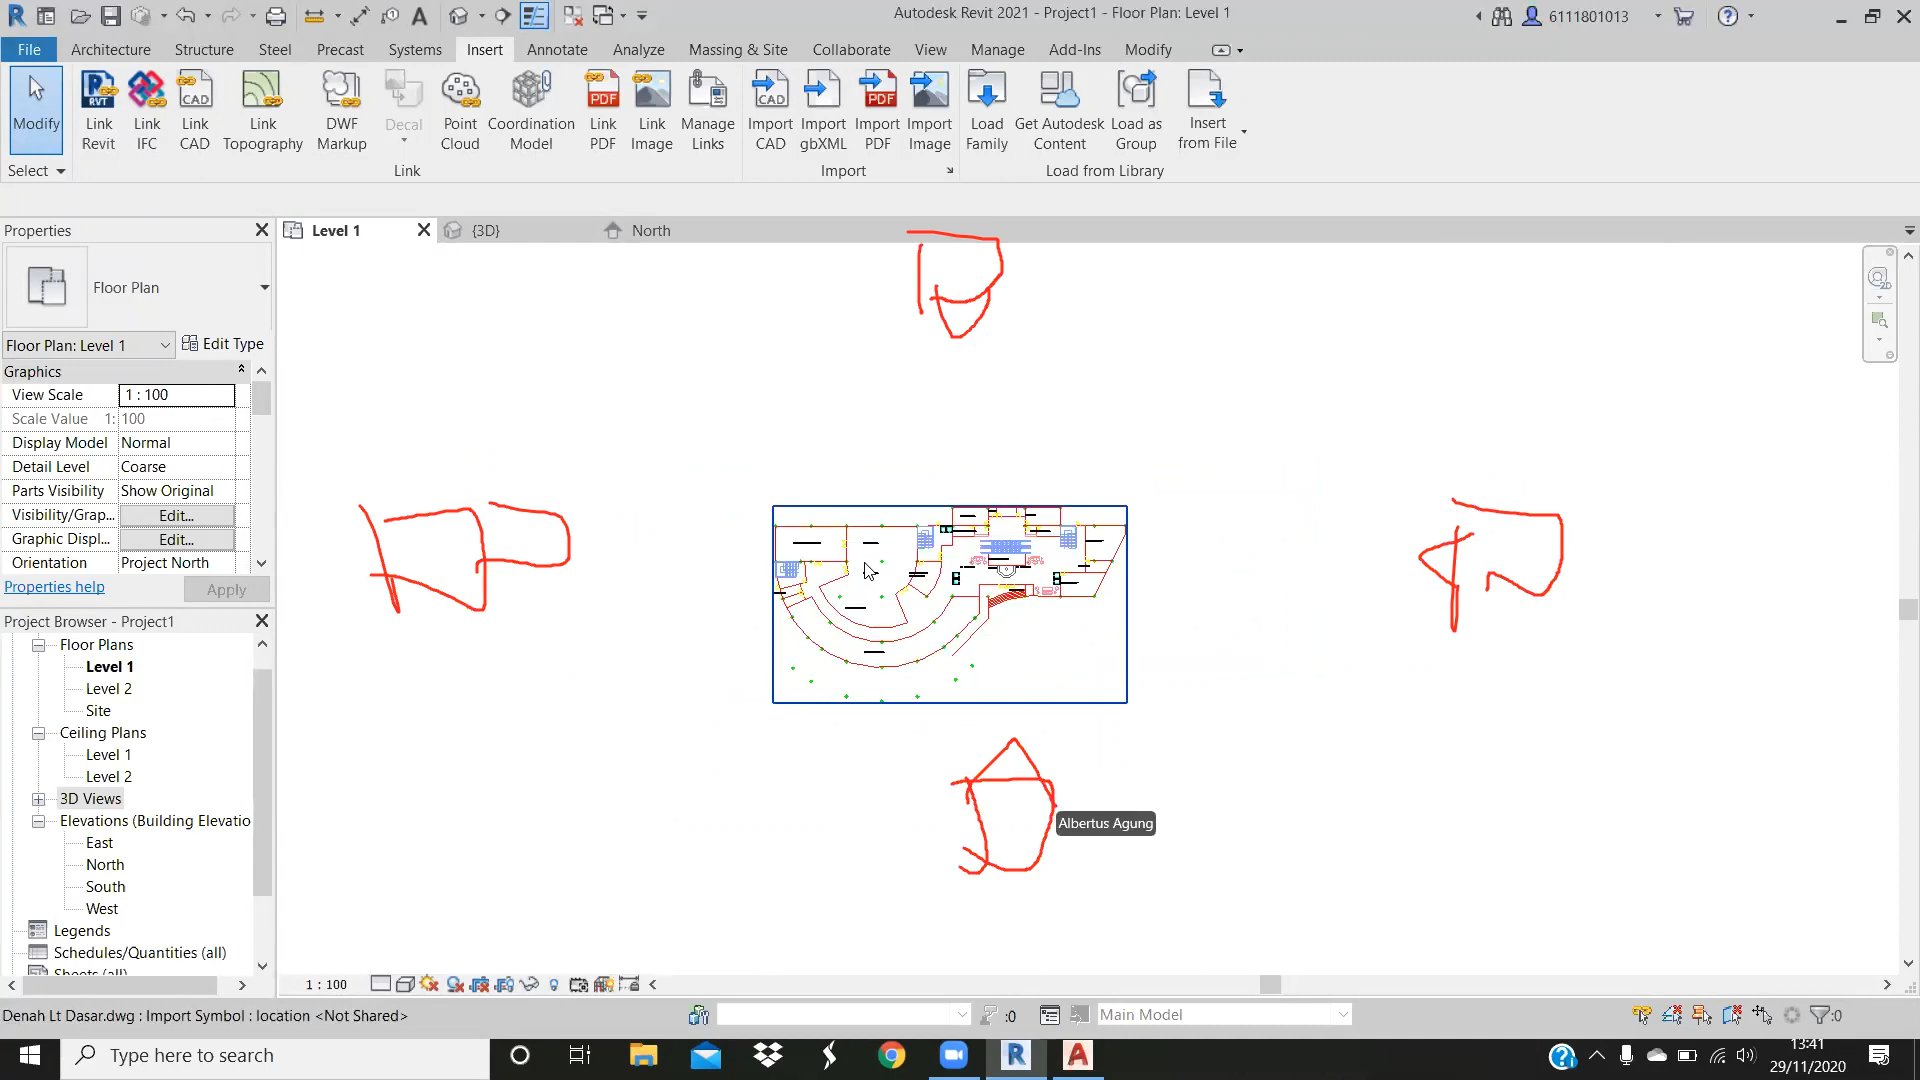 Autodesk Revit 2021 - Project1 - Floor Plan: Level 1
6111801013
File Architecture Structure Steel Precast Systems Insert Annotate Analyze Massing & Site Collaborate View Manage Add-Ins Modify
Modify
Link Revit
Link IFC
Link CAD
Link Topography
DWF Markup
Decal
Point Cloud
Coordination Model
Link PDF
Link Image
Manage Links
Import CAD
Import gbXML
Import PDF
Import Image
Load Family
Get Autodesk Content
Load as Group
Insert from File
Select
Link
Import
Load from Library
Properties
Level 1
{3D}
North
Floor Plan
Floor Plan: Level 1
Edit Type
Graphics
View Scale 1 : 100
Scale Value 1: 100
Display Model Normal
Detail Level Coarse
Parts Visibility Show Original
Visibility/Grap... Edit...
Graphic Displ... Edit...
Orientation Project North
Properties help
Apply
Project Browser - Project1
Floor Plans
Level 1
Level 2
Site
Ceiling Plans
Level 1
Level 2
3D Views
Elevations (Building Elevatio
East
North
South
West
Legends
Schedules/Quantities (all)
Sheets (all)
Albertus Agung
1 : 100
Denah Lt Dasar.dwg : Import Symbol : location <Not Shared>
:0
Main Model
:0
Type here to search
13:41
29/11/2020